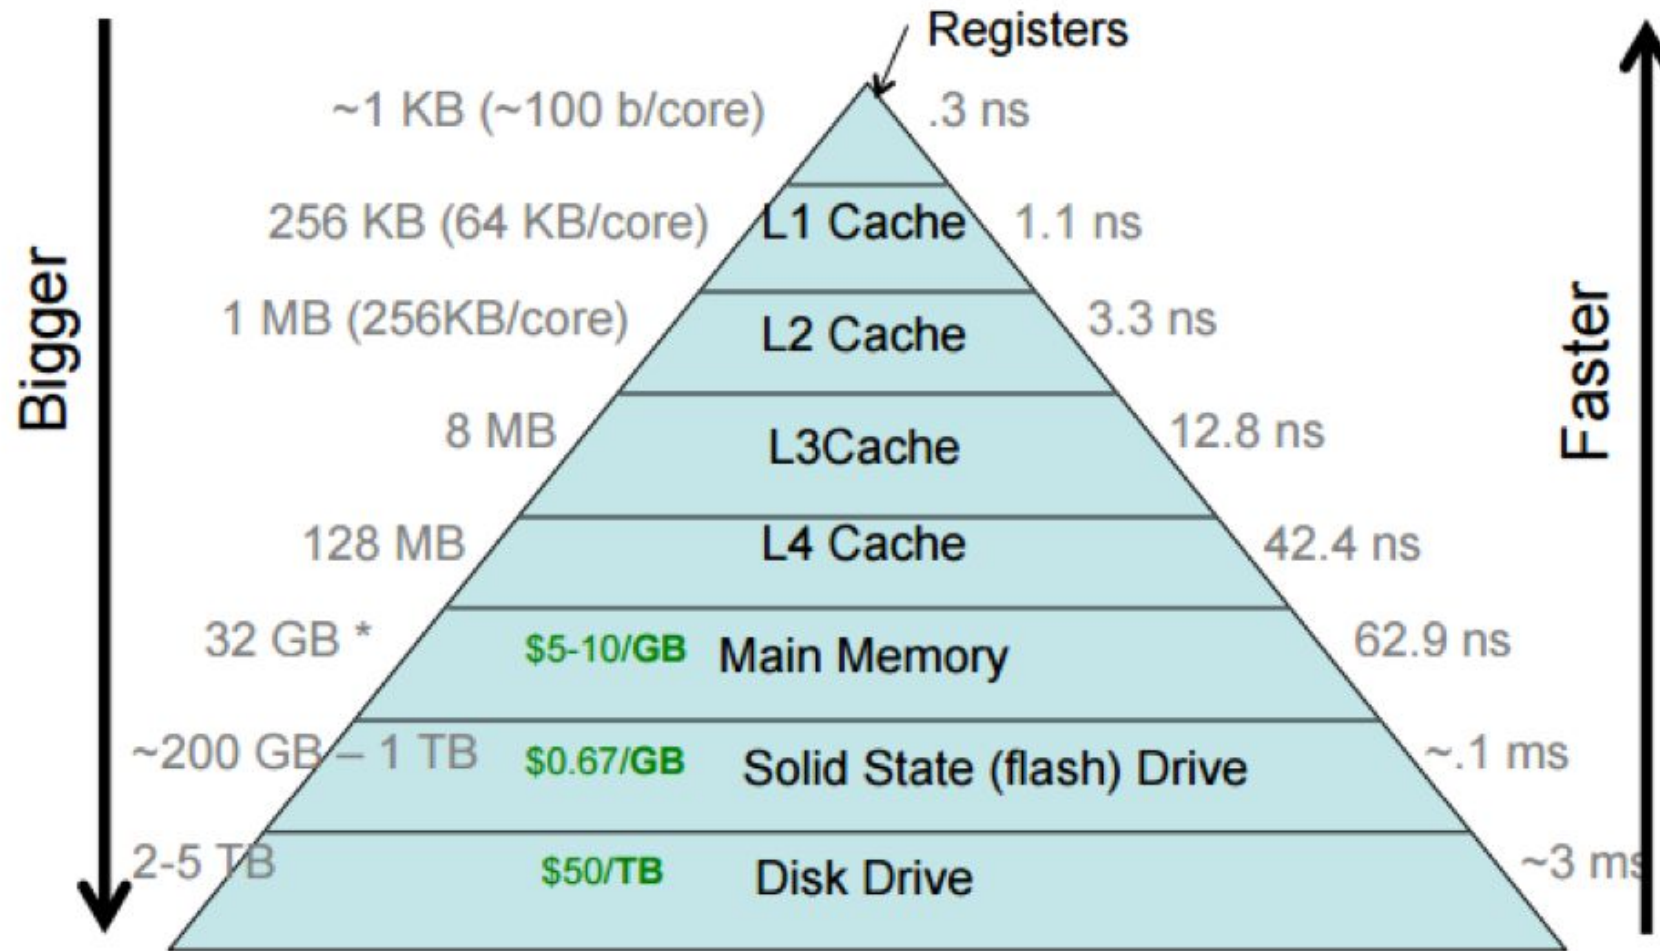 Registers
~1 KB (~100 b/core)
.3 ns
256 KB (64 KB/core)
L1 Cache
1.1 ns
1 MB (256KB/core)
L2 Cache
3.3 ns
8 MB
L3Cache
12.8 ns
128 MB
L4 Cache
42.4 ns
32 GB *
$5-10/GB
Main Memory
62.9 ns
~200 GB – 1 TB
$0.67/GB
Solid State (flash) Drive
~.1 ms
2-5 TB
$50/TB
Disk Drive
~3 ms
Bigger
Faster